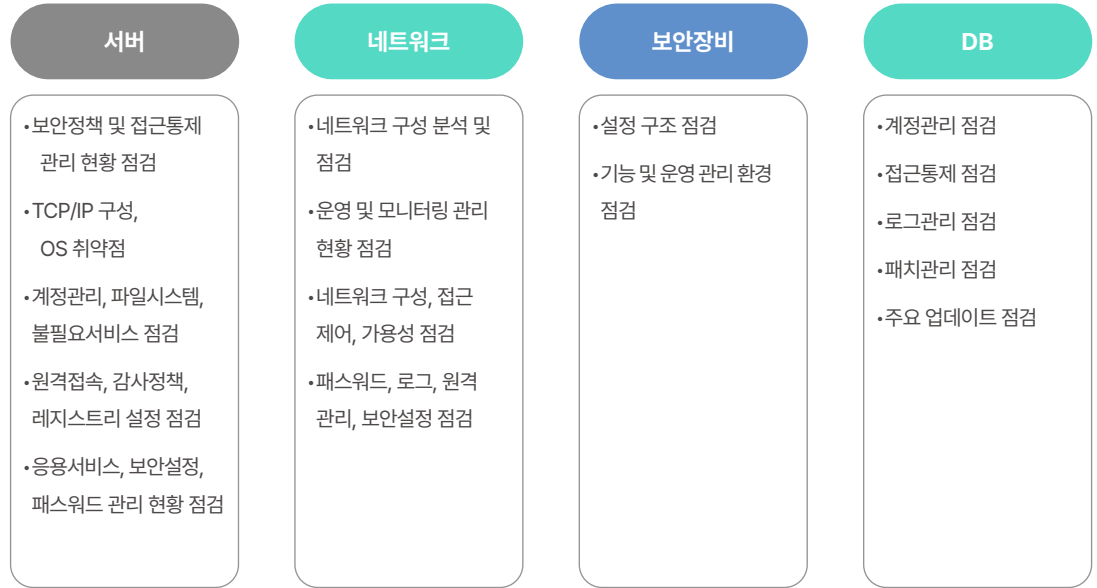 서버
•보안정책 및 접근통제
관리 현황 점검
•TCP/IP 구성,
OS 취약점
•계정관리, 파일시스템,
불필요서비스 점검
•원격접속, 감사정책,
레지스트리 설정 점검
•응용서비스, 보안설정,
패스워드 관리 현황 점검
네트워크
•네트워크 구성 분석 및
점검
•운영 및 모니터링 관리
현황 점검
•네트워크 구성, 접근
제어, 가용성 점검
•패스워드, 로그, 원격
관리, 보안설정 점검
보안장비
•설정 구조 점검
•기능 및 운영 관리 환경
점검
DB
•계정관리 점검
•접근통제 점검
•로그관리 점검
•패치관리 점검
•주요 업데이트 점검